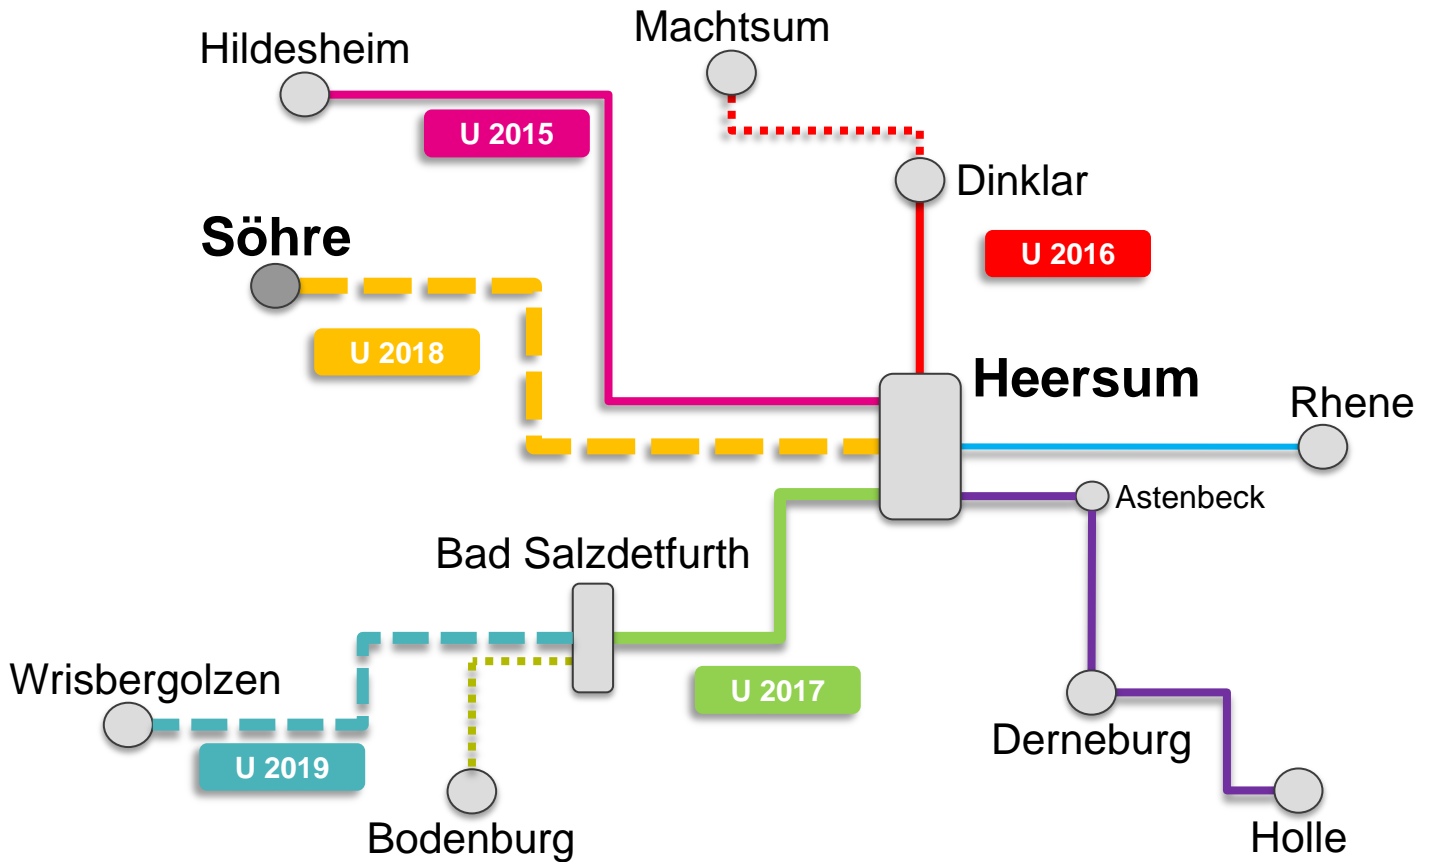 Machtsum
Hildesheim
U 2015
Dinklar
Söhre
U 2016
U 2018
Heersum
Rhene
Astenbeck
Bad Salzdetfurth
Wrisbergolzen
U 2017
Derneburg
U 2019
Bodenburg
Holle